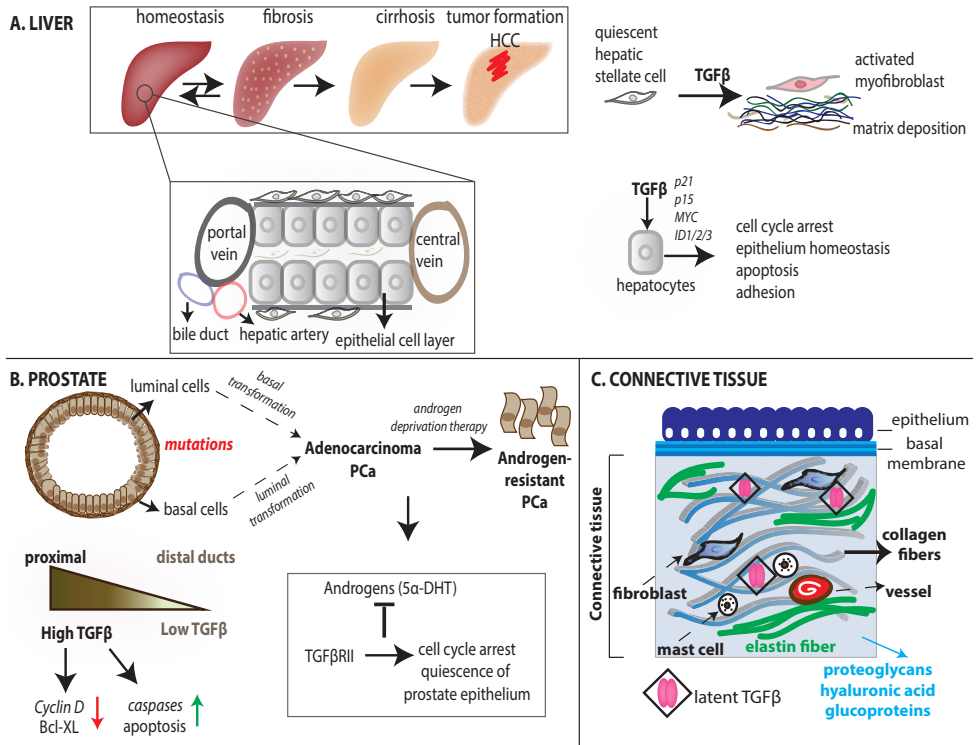 A. LIVER
homeostasis
fibrosis
cirrhosis
tumor formation
HCC
quiescent
hepatic
stellate cell
TGFβ
activated
myofibroblast
matrix deposition
portal
vein
central
vein
bile duct
hepatic artery
epithelial cell layer
TGFβ
p21
p15
MYC
ID1/2/3
hepatocytes
cell cycle arrest
epithelium homeostasis
apoptosis
adhesion
B. PROSTATE
luminal cells
basal
transformation
mutations
basal cells
luminal
transformation
Adenocarcinoma
PCa
androgen
deprivation therapy
Androgen-
resistant
PCa
proximal
distal ducts
High TGFβ
Low TGFβ
Cyclin D
Bcl-XL
caspases
apoptosis
Androgens (5α-DHT)
TGFβRII
cell cycle arrest
quiescence of
prostate epithelium
C. CONNECTIVE TISSUE
epithelium
basal
membrane
Connective tissue
collagen
fibers
fibroblast
vessel
mast cell
elastin fiber
latent TGFβ
proteoglycans
hyaluronic acid
glucoproteins